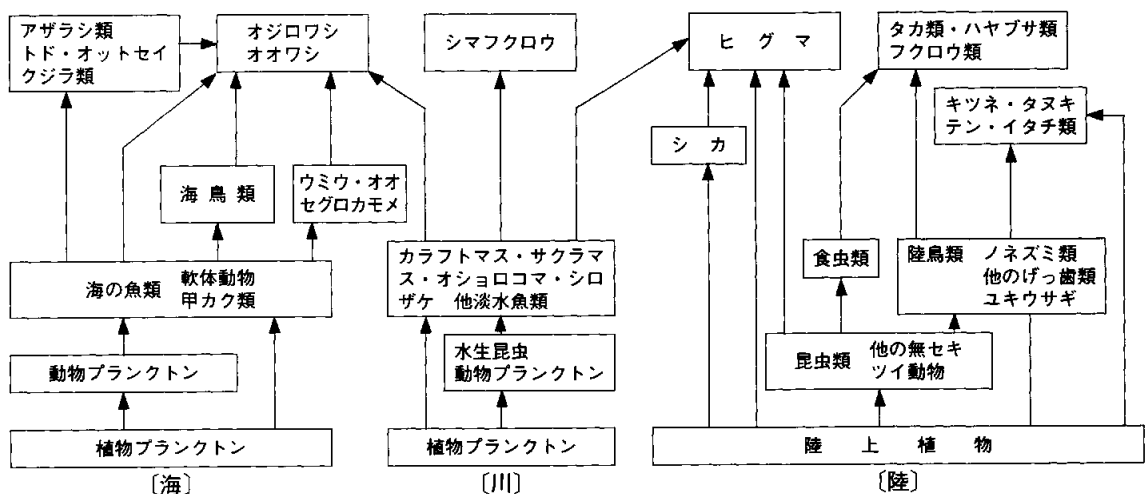 アザラシ類
トド・オットセイ
クジラ類
オジロワシ
オオワシ
シマフクロウ
ヒグマ
タカ類・ハヤブサ類
フクロウ類
キツネ・タヌキ
テン・イタチ類
シカ
海鳥類
ウミウ・オオ
セグロカモメ
海の魚類 軟体動物
甲カク類
カラフトマス・サクラマ
ス・オショロコマ・シロ
ザケ 他淡水魚類
食虫類
陸鳥類 ノネズミ類
他のげっ歯類
ユキウサギ
動物プランクトン
水生昆虫
動物プランクトン
昆虫類 他の無セキ
ツイ動物
植物プランクトン
植物プランクトン
陸上植物
〔海〕
〔川〕
〔陸〕